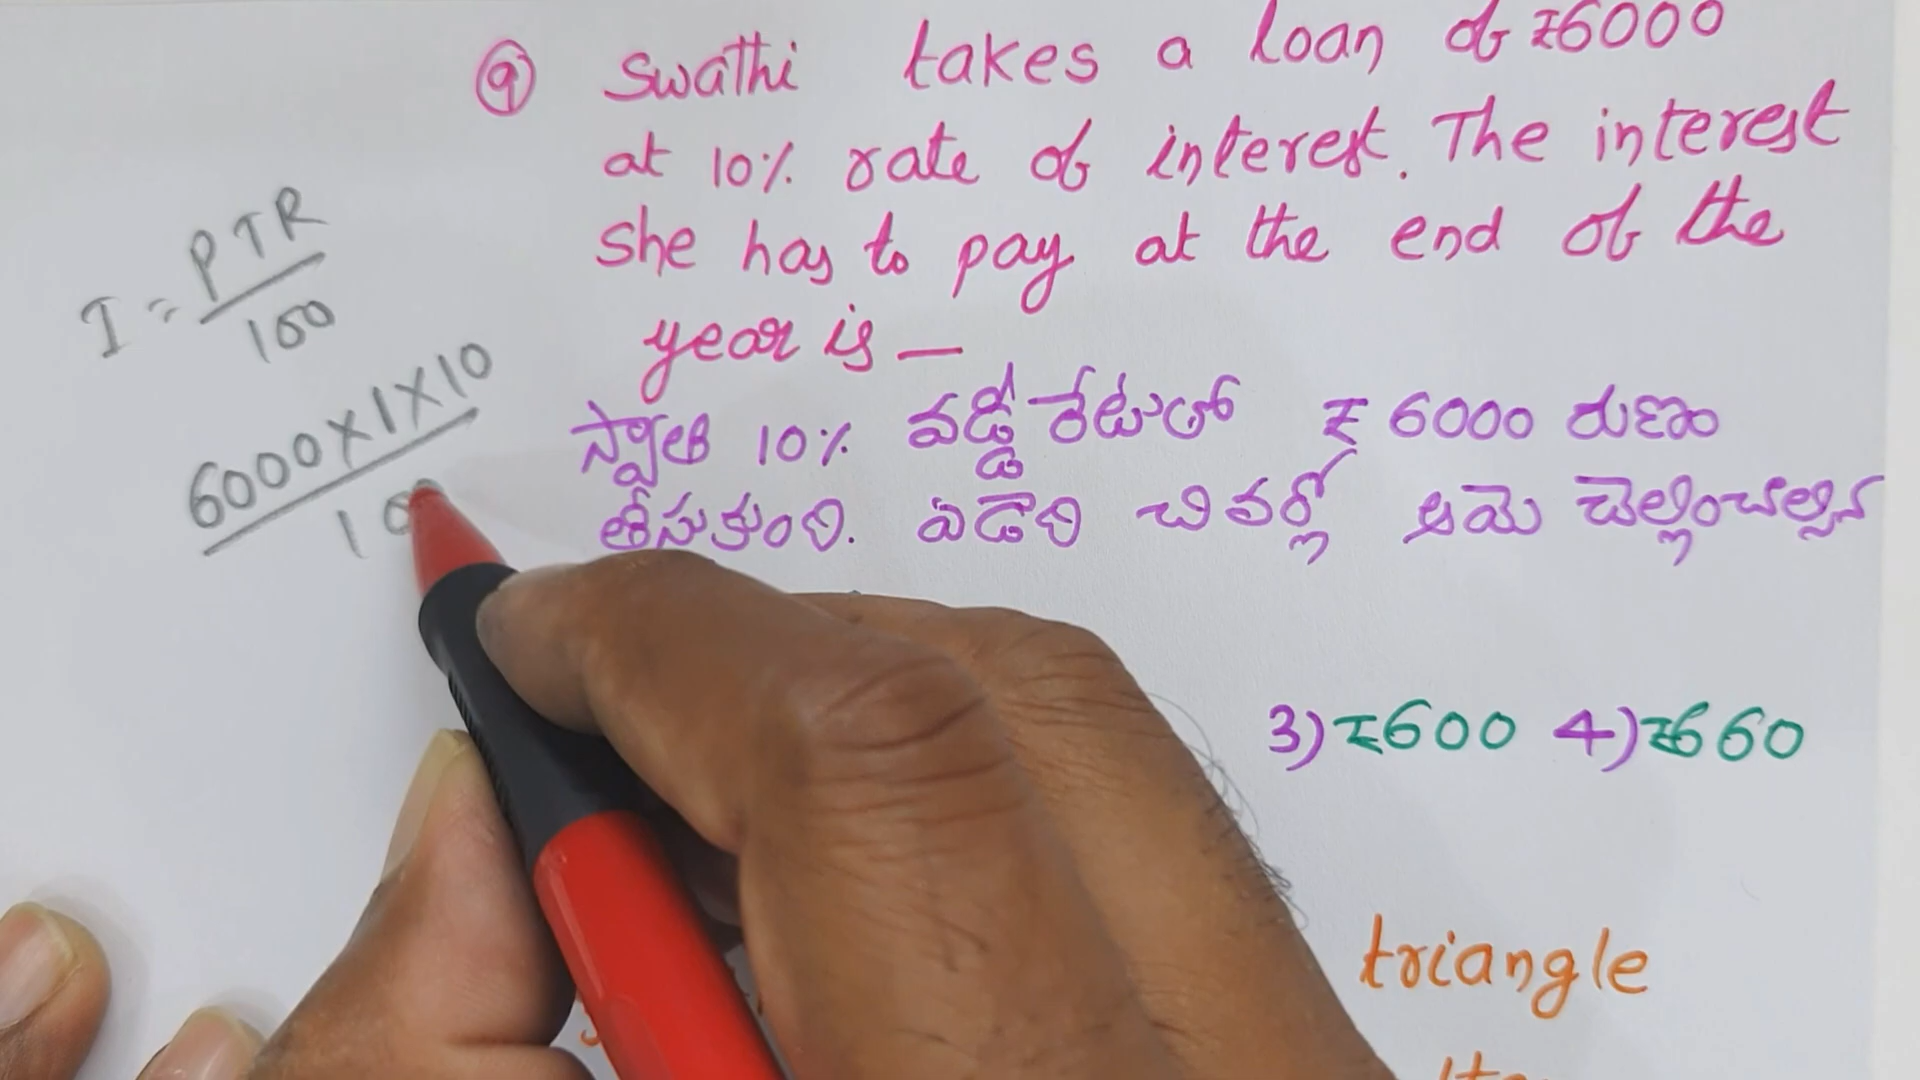 9 Swathi takes a loan of ₹6000
at 10% rate of interest. The interest
she has to pay at the end of the
year is —
స్వాతి 10% వడ్డీ రేటుతో ₹ 6000 రుణం
తీసుకుంది. ఏడాది చివర్లో ఆమె చెల్లించాల్సిన
I = PTR
100
6000 X 1 X 10
100
3) ₹600 4) ₹660
triangle